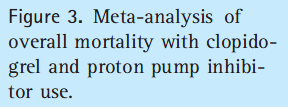 Figure 3. Meta-analysis of
overall mortality with clopido-
grel and proton pump inhibi-
tor use.